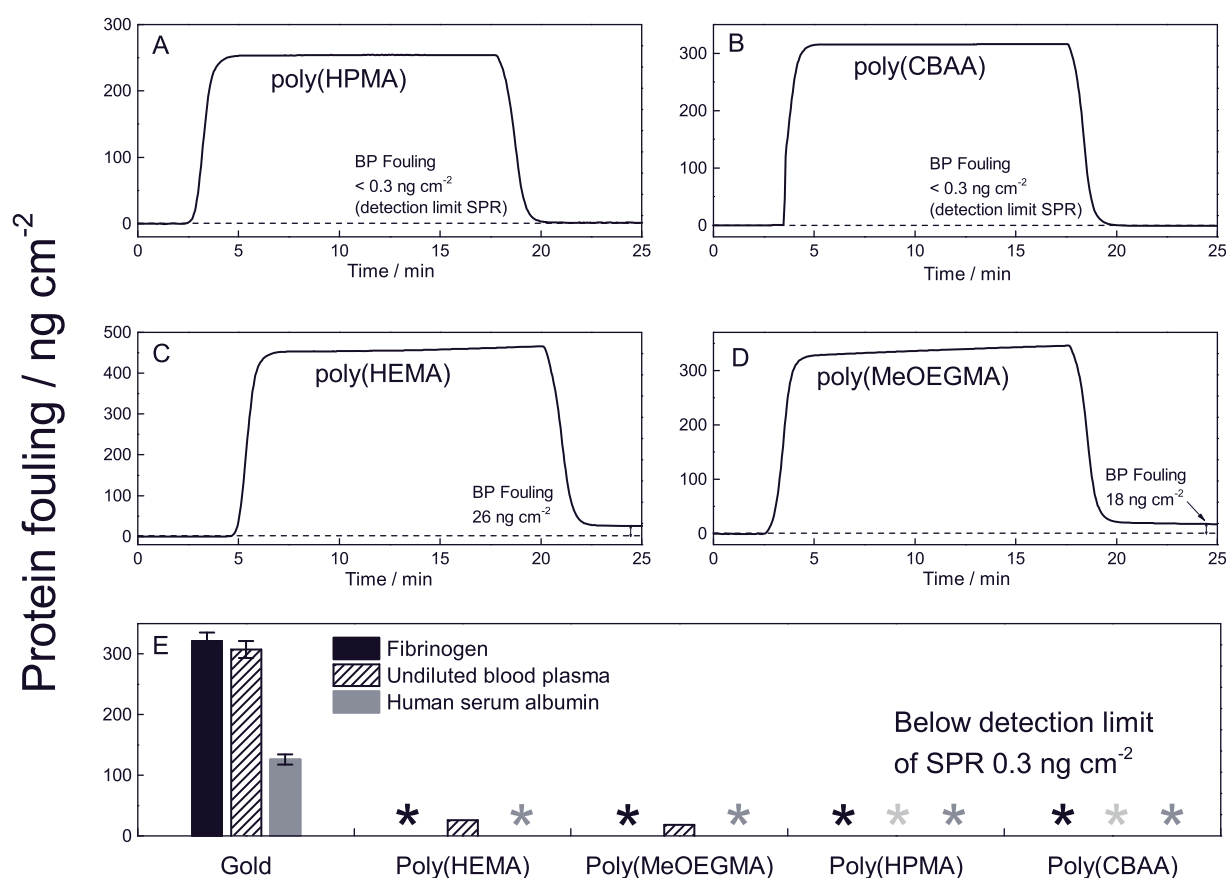 Protein fouling / ng cm-2
A
poly(HPMA)
BP Fouling
< 0.3 ng cm-2
(detection limit SPR)
300
200
100
0
0 5 10 15 20 25
Time / min
B
poly(CBAA)
BP Fouling
< 0.3 ng cm-2
(detection limit SPR)
300
200
100
0
0 5 10 15 20 25
Time / min
C
poly(HEMA)
BP Fouling
26 ng cm-2
500
400
300
200
100
0
0 5 10 15 20 25
Time / min
D
poly(MeOEGMA)
BP Fouling
18 ng cm-2
300
200
100
0
0 5 10 15 20 25
Time / min
E
Fibrinogen
Undiluted blood plasma
Human serum albumin
Below detection limit
of SPR 0.3 ng cm-2
300
200
100
0
* * * * * * * * * *
Gold Poly(HEMA) Poly(MeOEGMA) Poly(HPMA) Poly(CBAA)